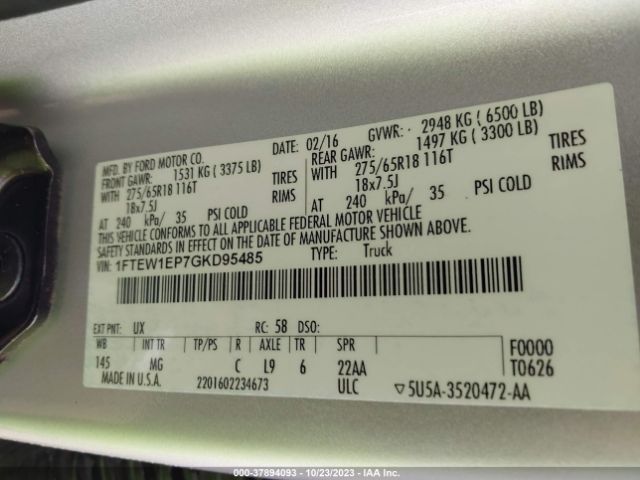 MFD. BY FORD MOTOR CO. DATE: 02/16 GVWR: 2948 KG ( 6500 LB)
FRONT GAWR: 1531 KG ( 3375 LB) REAR GAWR: 1497 KG ( 3300 LB)
WITH 275/65R18 116T TIRES WITH 275/65R18 116T TIRES
18x7.5J RIMS 18x7.5J RIMS
AT 240 kPa/ 35 PSI COLD AT 240 kPa/ 35 PSI COLD
THIS VEHICLE CONFORMS TO ALL APPLICABLE FEDERAL MOTOR VEHICLE
SAFETY STANDARDS IN EFFECT ON THE DATE OF MANUFACTURE SHOWN ABOVE.
VIN: 1FTEW1EP7GKD95485 TYPE: Truck
EXT PNT: UX RC: 58 DSO:
WB INT TR TP/PS R AXLE TR SPR F0000
145 MG C L9 6 22AA T0626
MADE IN U.S.A. 2201602234673 ULC ▽5U5A-3520472-AA
000-37894093 - 10/23/2023 - IAA Inc.